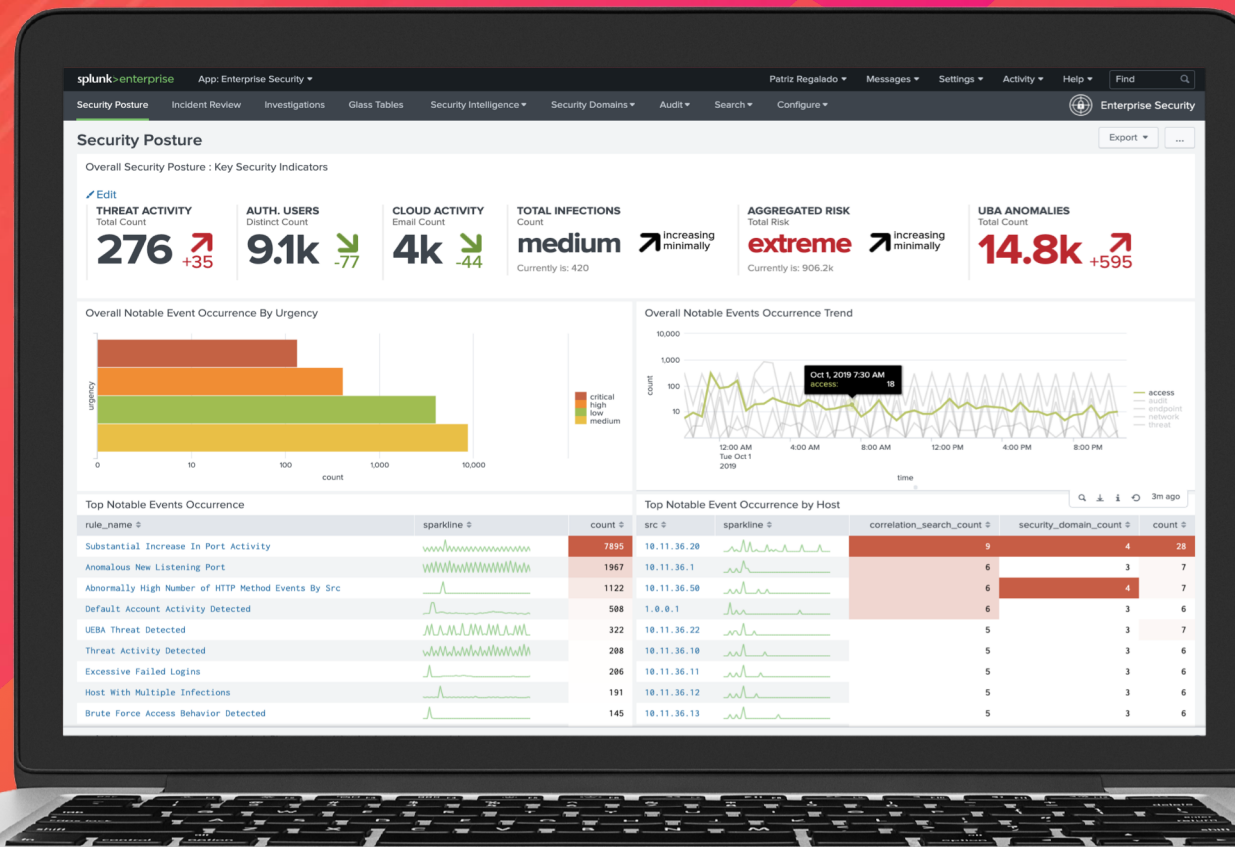 splunk>enterprise App: Enterprise Security Patriz Regalado Messages Settings Activity Help Find
Security Posture Incident Review Investigations Glass Tables Security Intelligence Security Domains Audit Search Configure Enterprise Security
Security Posture Export ...
Overall Security Posture : Key Security Indicators
Edit
THREAT ACTIVITY
Total Count
276 +35
AUTH. USERS
Distinct Count
9.1k -77
CLOUD ACTIVITY
Email Count
4k -44
TOTAL INFECTIONS
Count
medium increasing
minimally
Currently is: 420
AGGREGATED RISK
Total Risk
extreme increasing
minimally
Currently is: 906.2k
UBA ANOMALIES
Total Count
14.8k +595
Overall Notable Event Occurrence By Urgency
urgency
critical
high
low
medium
0 10 100 1,000 10,000
count
Overall Notable Events Occurrence Trend
10,000
1,000
100
10
count
Oct 1, 2019 7:30 AM
access: 18
access
audit
endpoint
network
threat
12:00 AM 4:00 AM 8:00 AM 12:00 PM 4:00 PM 8:00 PM
Tue Oct 1
2019
time
Top Notable Events Occurrence
rule_name sparkline count
Substantial Increase In Port Activity 7895
Anomalous New Listening Port 1967
Abnormally High Number of HTTP Method Events By Src 1122
Default Account Activity Detected 508
UEBA Threat Detected 322
Threat Activity Detected 208
Excessive Failed Logins 206
Host With Multiple Infections 191
Brute Force Access Behavior Detected 145
Top Notable Event Occurrence by Host
3m ago
src sparkline correlation_search_count security_domain_count count
10.11.36.20 9 4 28
10.11.36.1 6 3 7
10.11.36.50 6 4 7
1.0.0.1 6 3 6
10.11.36.22 5 3 7
10.11.36.10 5 3 6
10.11.36.11 5 3 6
10.11.36.12 5 3 6
10.11.36.13 5 3 6